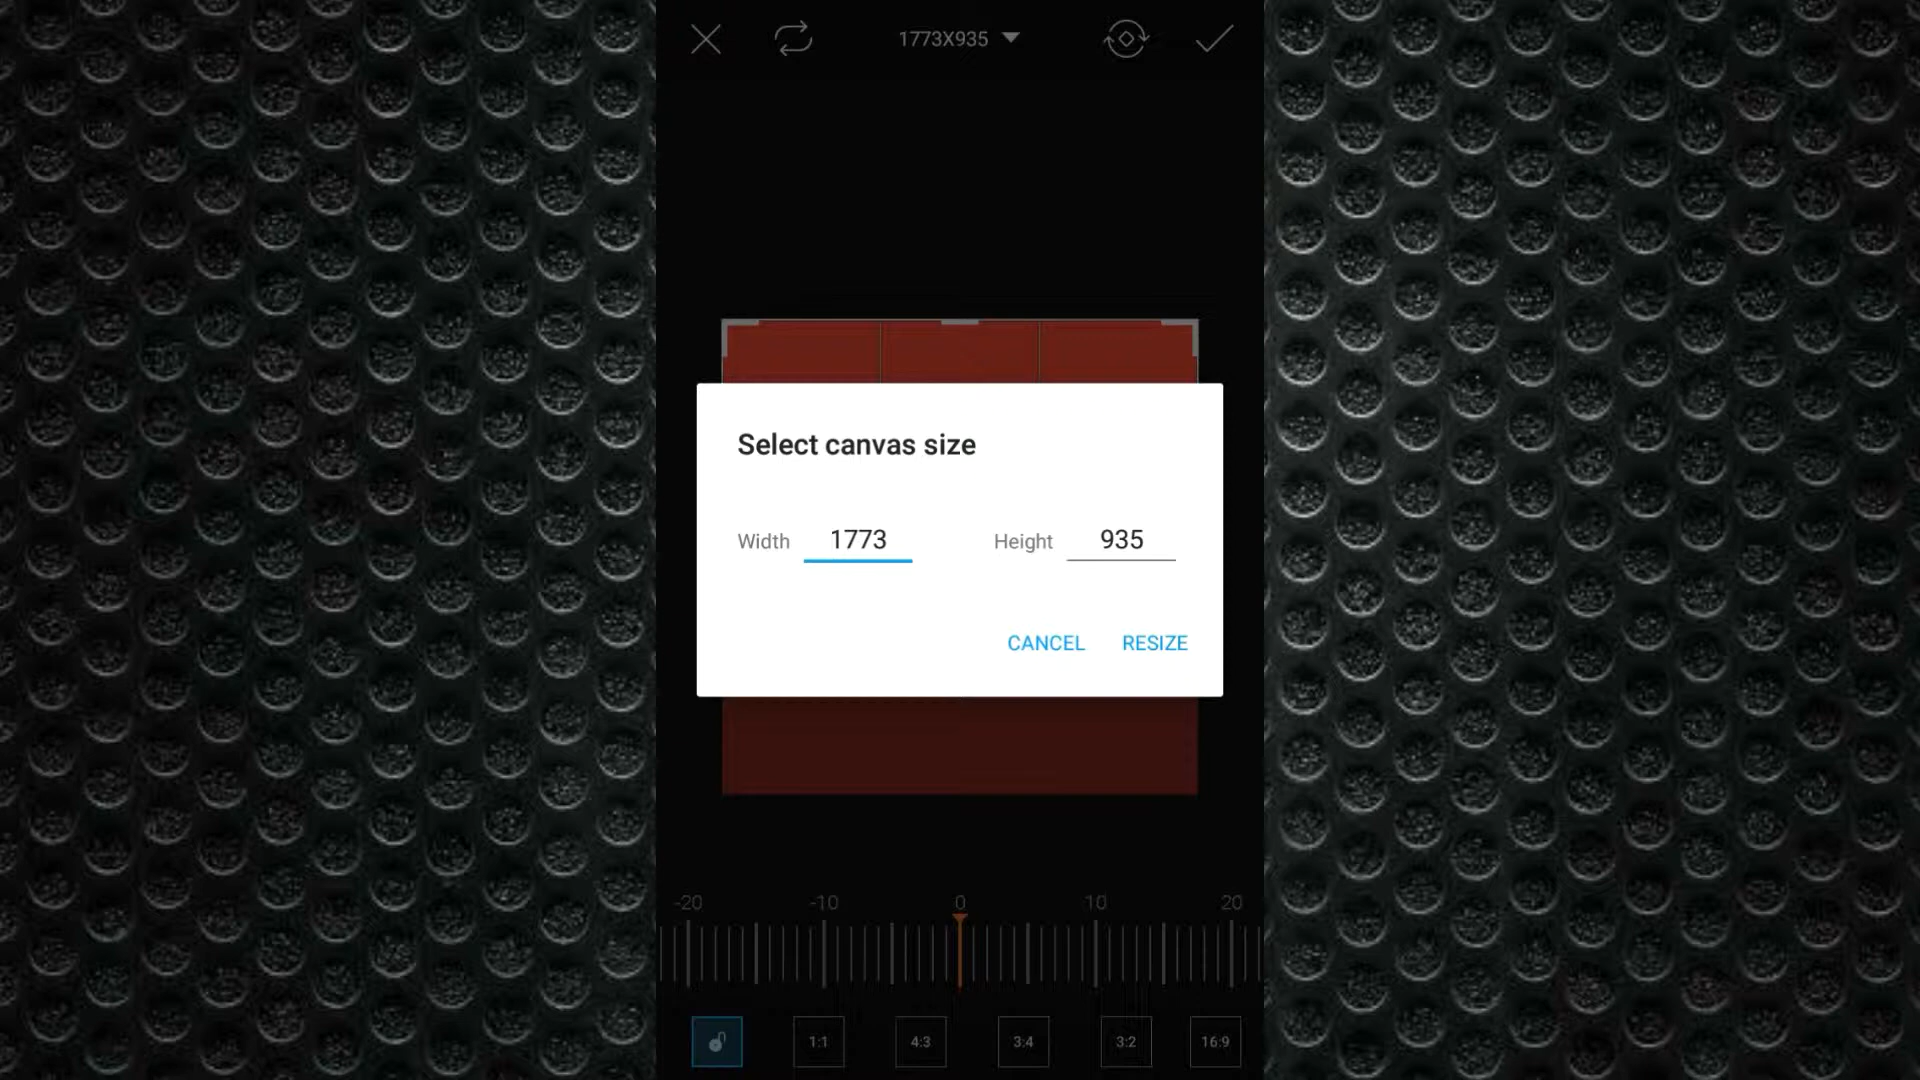 1773X935
Select canvas size
Width 1773 Height 935
CANCEL RESIZE
-20 -10 0 10 20
1:1 4:3 3:4 3:2 16:9